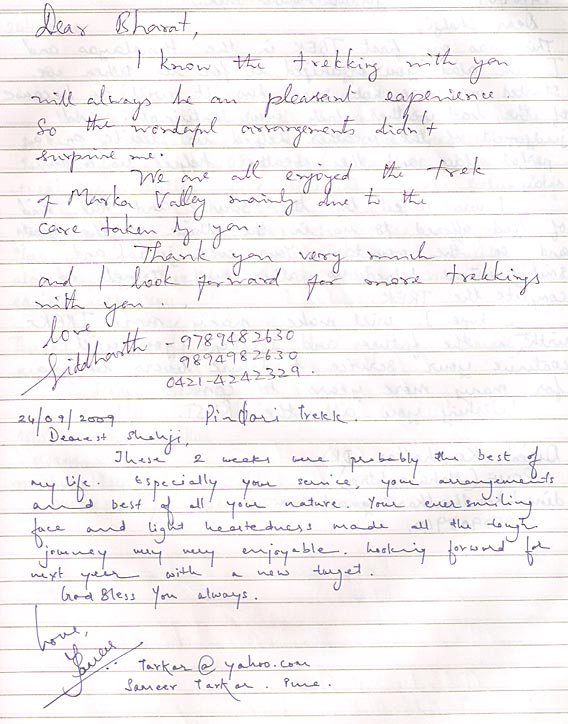 Dear Bharat,
I know the trekking with you
will always be an pleasant experience.
So the wonderful arrangements didn't
surprise me.
We are all enjoyed the trek
of Marka Valley mainly due to the
care taken by you.
Thank you very much
and I look forward for more trekkings
with you.
love
Siddharth - 9789482630
9894982630
0421-4242329.
24/09/2009 Pindari Trekk.
Dearest Shahji,
These 2 weeks were probably the best of
my life. Especially your service, your arrangements
and best of all your nature. Your ever smiling
face and light heartedness made all the tough
journey very very enjoyable. Looking forward for
next year with a new target.
God Bless You always.
Love,
Sameer
Tarkar@yahoo.com
Sameer Tarkar. Pune.